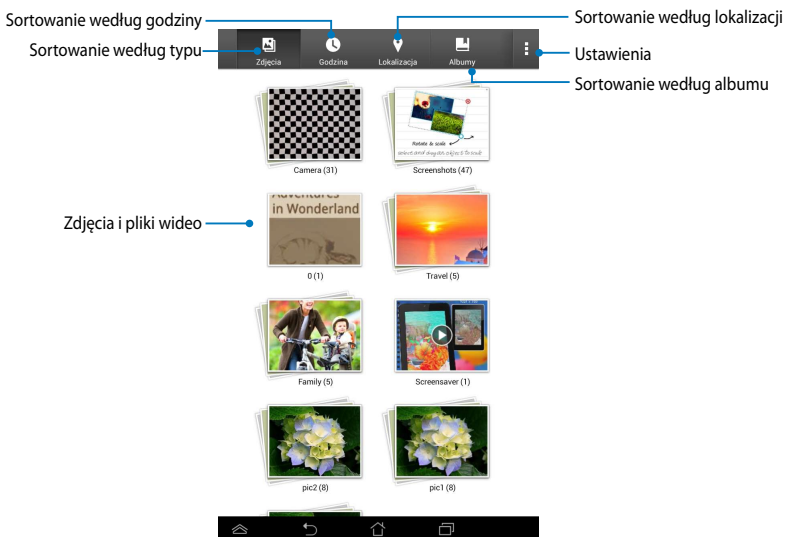 Sortowanie według godziny
Sortowanie według lokalizacji
Sortowanie według typu
Ustawienia
Sortowanie według albumu
Zdjęcia
Godzina
Lokalizacja
Albumy
Rotate & scale
Camera (31)
Screenshots (47)
Zdjęcia i pliki wideo
Adventures
in Wonderland
0 (1)
Travel (5)
Family (5)
Screensaver (1)
pic2 (8)
pic1 (8)